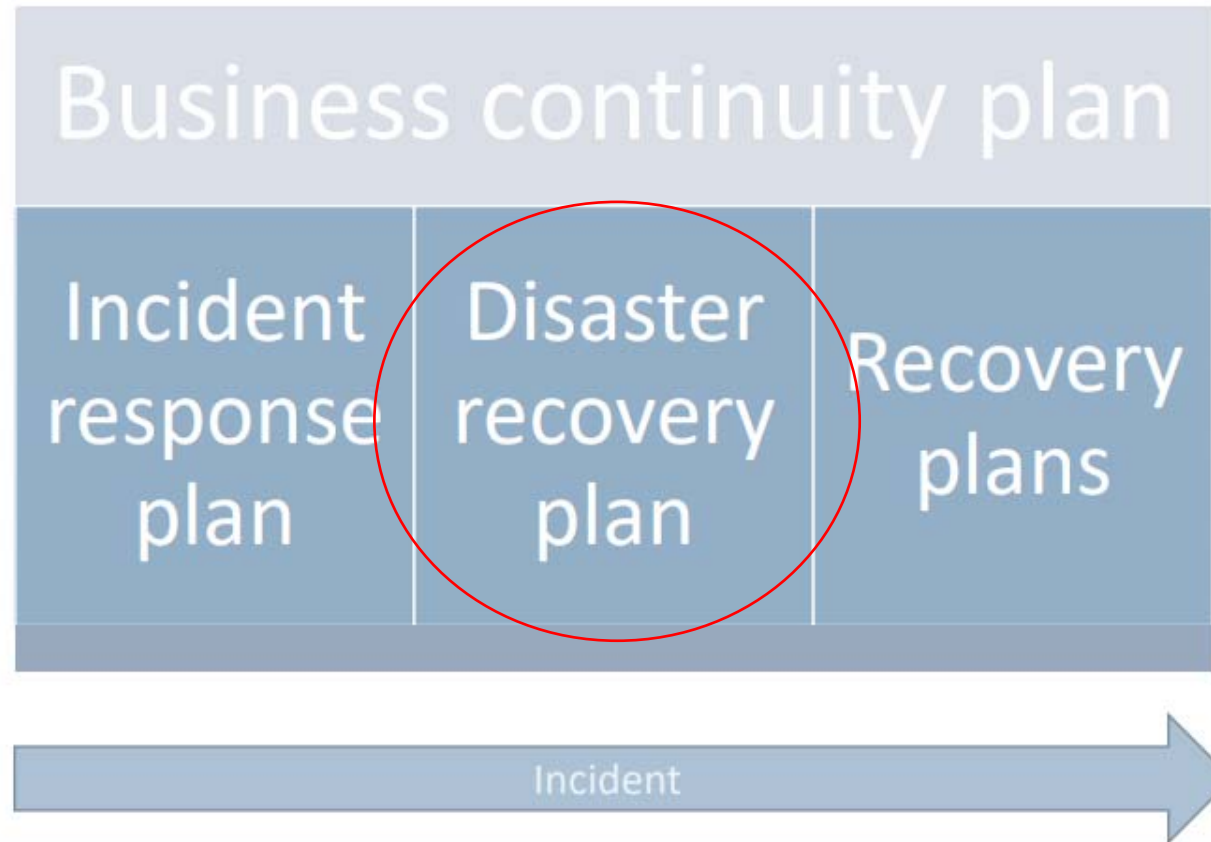 Business continuity plan
Incident
response
plan
Disaster
recovery
plan
Recovery
plans
Incident